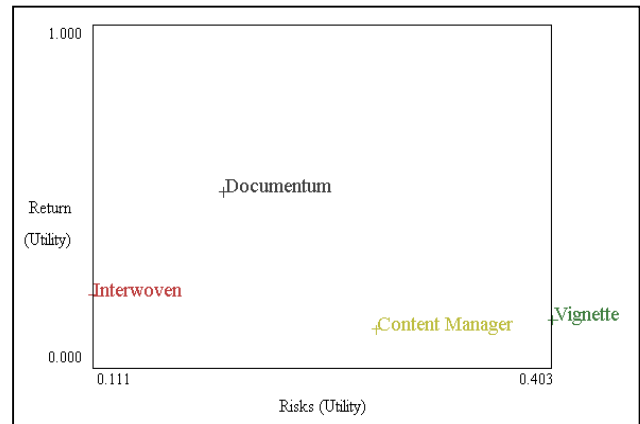 1.000
Documentum
Return
(Utility)
Interwoven
Content Manager
Vignette
0.000
0.111
0.403
Risks (Utility)